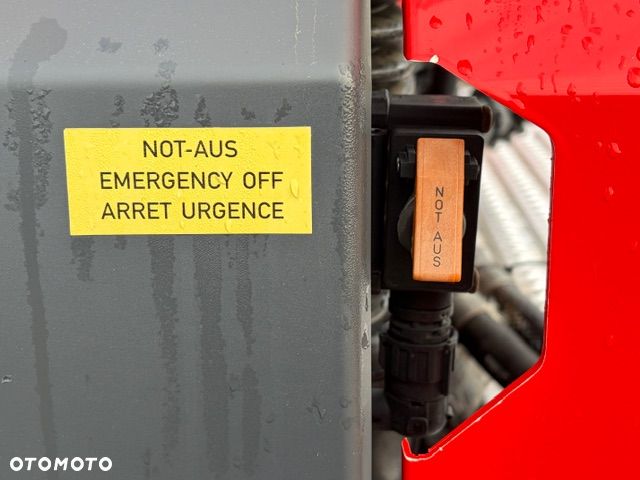 NOT-AUS
EMERGENCY OFF
ARRET URGENCE
NOT AUS
OTOMOTO